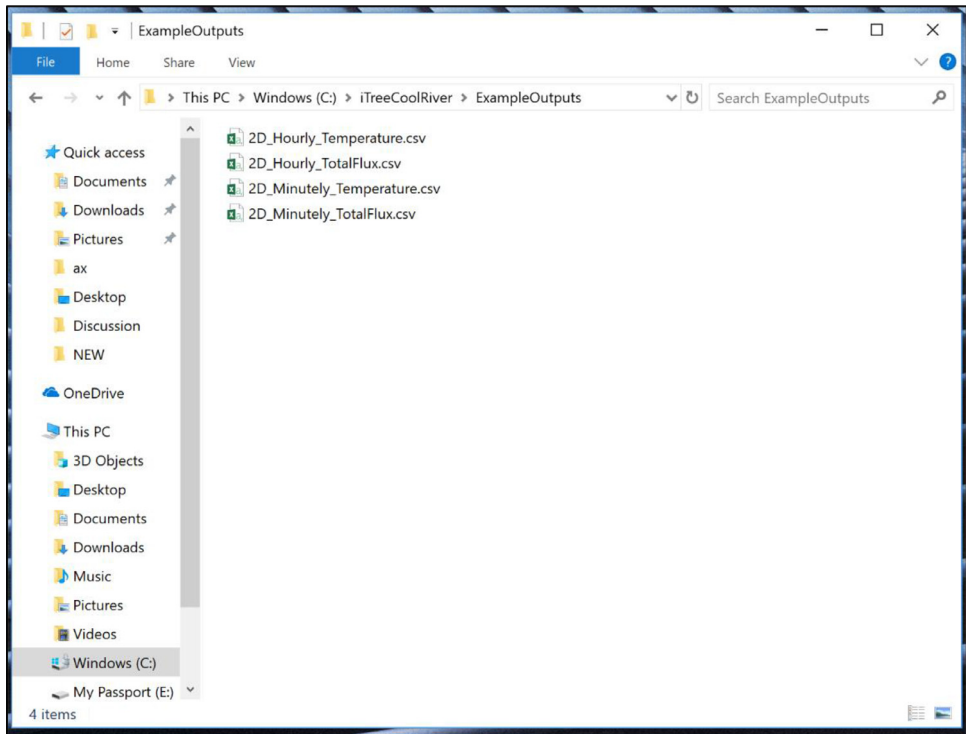 ExampleOutputs
File Home Share View
This PC > Windows (C:) > iTreeCoolRiver > ExampleOutputs Search ExampleOutputs
Quick access
Documents
Downloads
Pictures
ax
Desktop
Discussion
NEW
OneDrive
This PC
3D Objects
Desktop
Documents
Downloads
Music
Pictures
Videos
Windows (C:)
My Passport (E:)
2D_Hourly_Temperature.csv
2D_Hourly_TotalFlux.csv
2D_Minutely_Temperature.csv
2D_Minutely_TotalFlux.csv
4 items